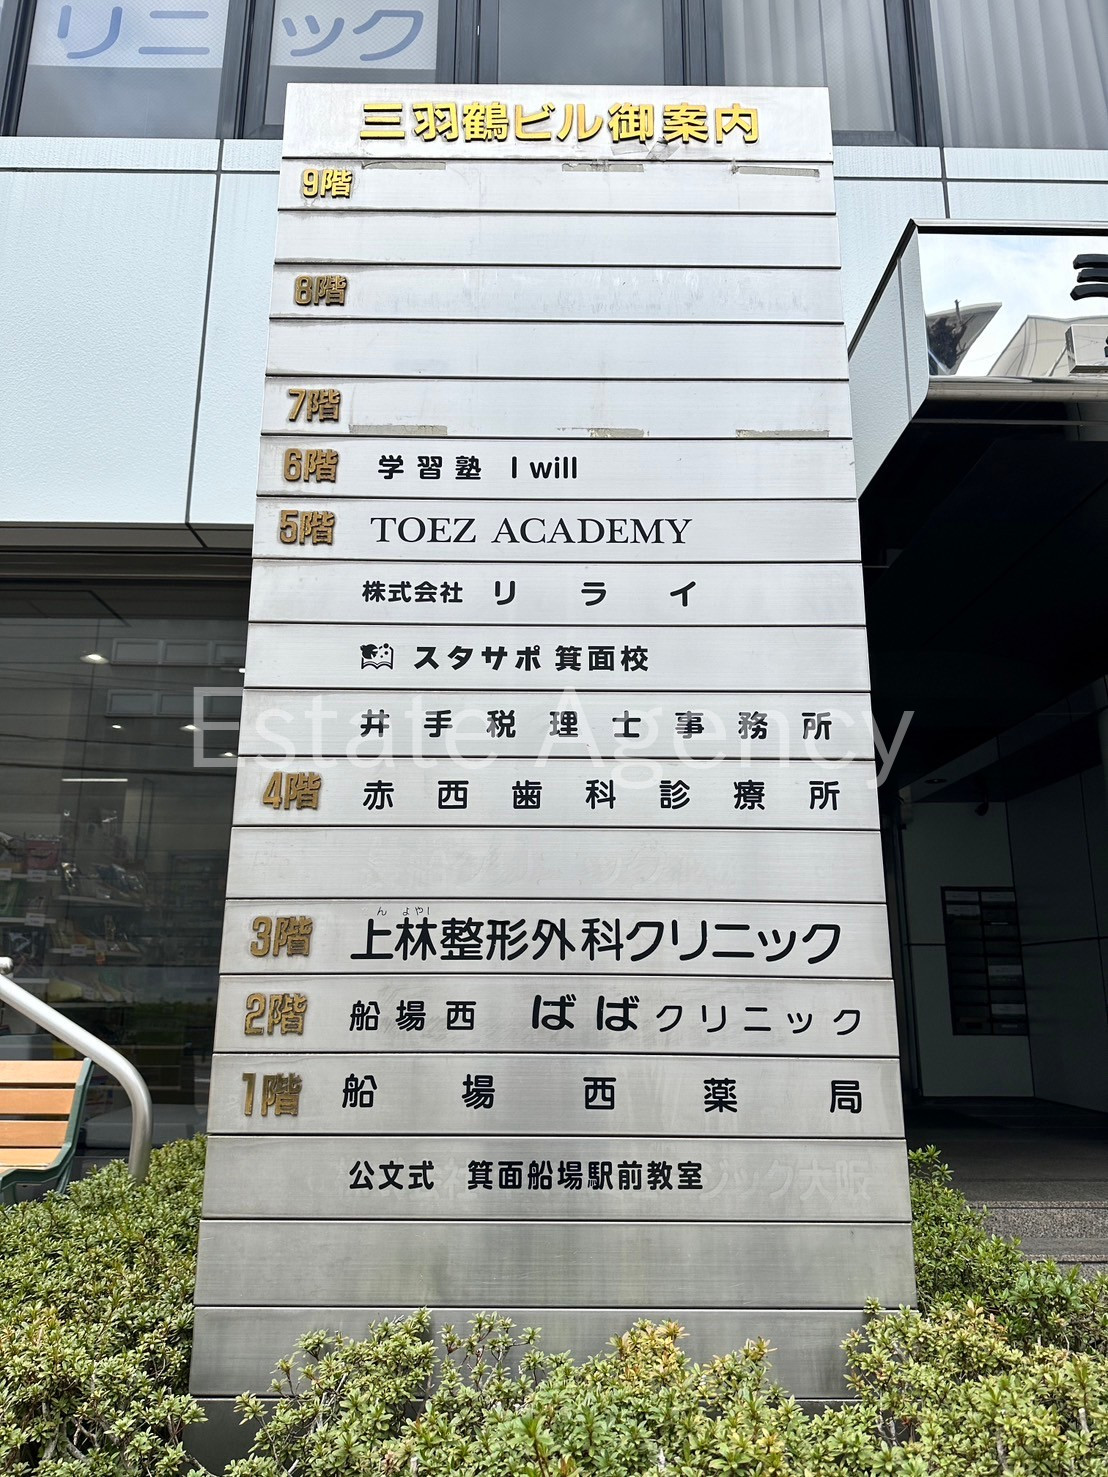 リニック
三羽鶴ビル御案内
9階
8階
7階
6階 学習塾 I will
5階 TOEZ ACADEMY
株式会社 リライ
スタサポ 箕面校
井手税理士事務所
Estate Agency
4階 赤西歯科診療所
んばやし
3階 上林整形外科クリニック
2階 船場西 ばばクリニック
1階 船場西薬局
公文式 箕面船場駅前教室